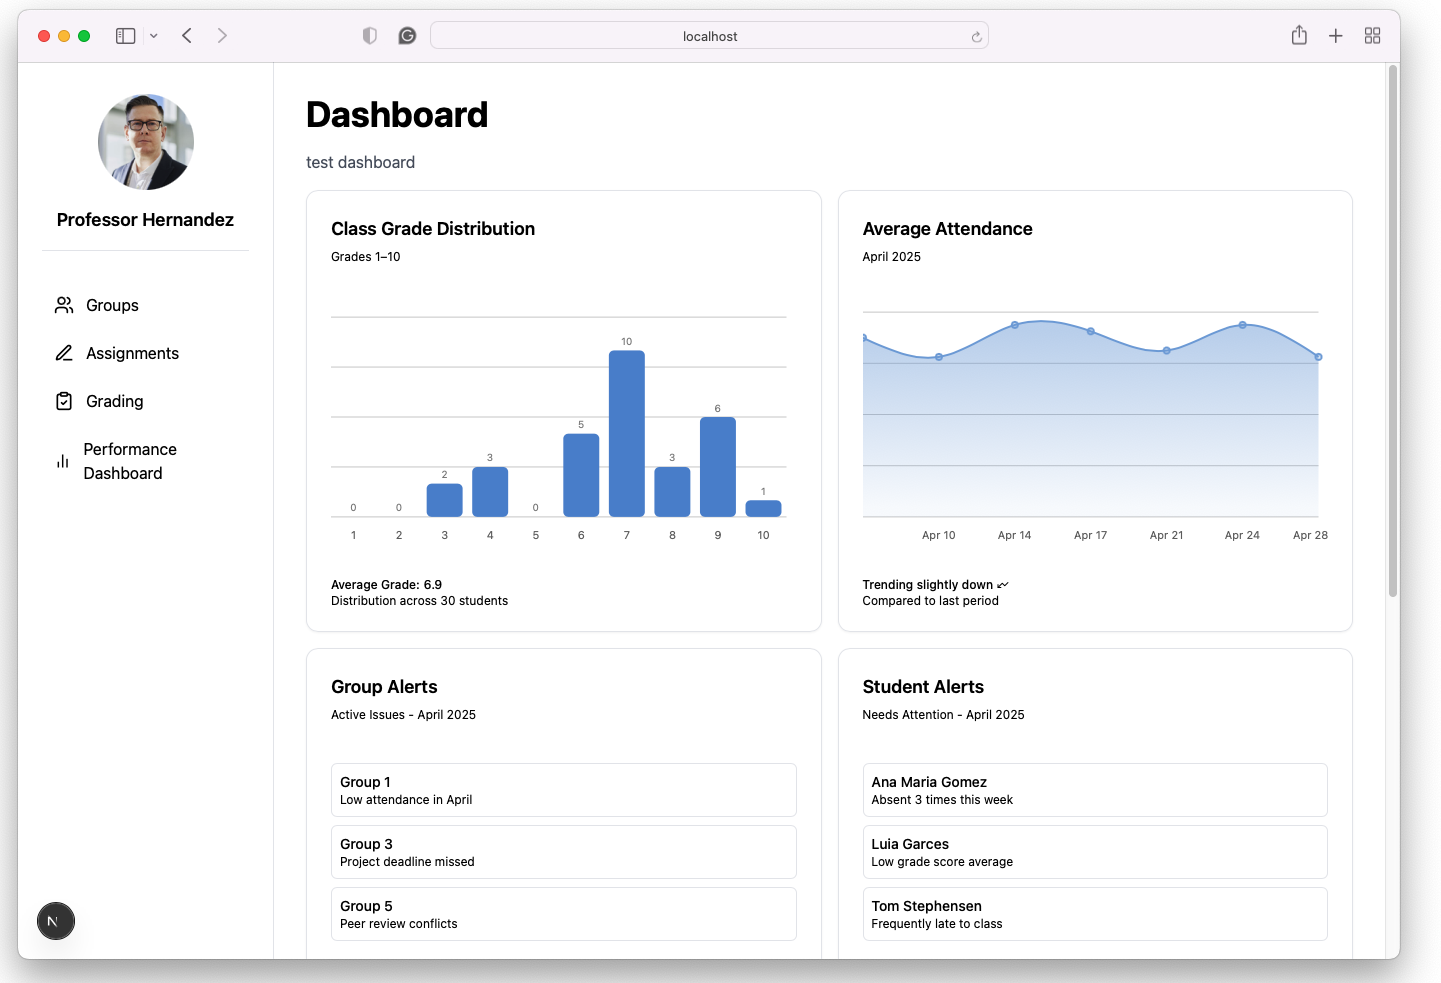 localhost
Professor Hernandez
Groups
Assignments
Grading
Performance
Dashboard
N
Dashboard
test dashboard
Class Grade Distribution
Grades 1–10
0 0 2 3 0 5 10 3 6 1
1 2 3 4 5 6 7 8 9 10
Average Grade: 6.9
Distribution across 30 students
Average Attendance
April 2025
Apr 10 Apr 14 Apr 17 Apr 21 Apr 24 Apr 28
Trending slightly down
Compared to last period
Group Alerts
Active Issues - April 2025
Group 1
Low attendance in April
Group 3
Project deadline missed
Group 5
Peer review conflicts
Student Alerts
Needs Attention - April 2025
Ana Maria Gomez
Absent 3 times this week
Luia Garces
Low grade score average
Tom Stephensen
Frequently late to class